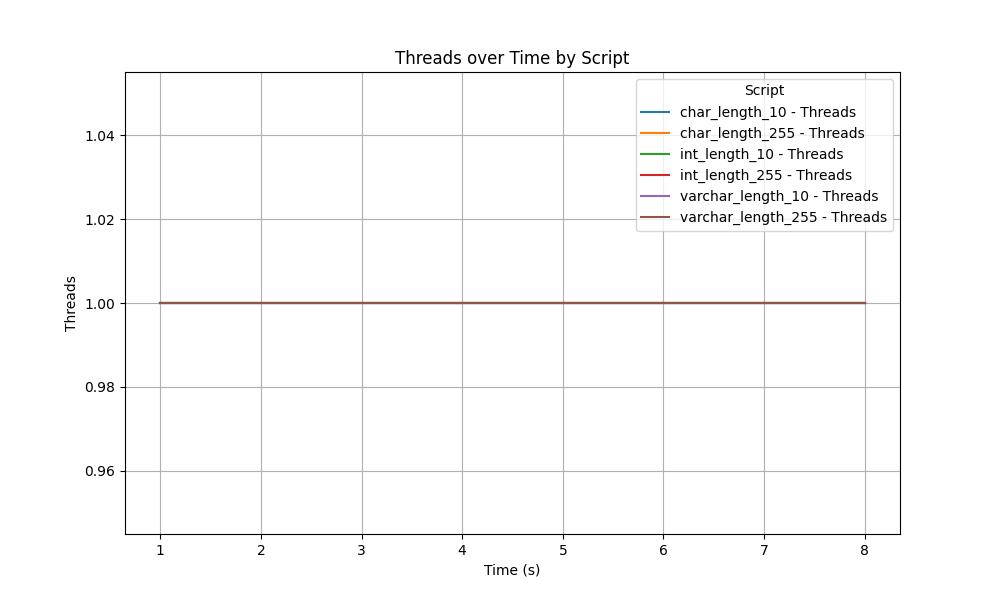 Threads over Time by Script
Script
char_length_10 - Threads
char_length_255 - Threads
int_length_10 - Threads
int_length_255 - Threads
varchar_length_10 - Threads
varchar_length_255 - Threads
Threads
1.04
1.02
1.00
0.98
0.96
1 2 3 4 5 6 7 8
Time (s)